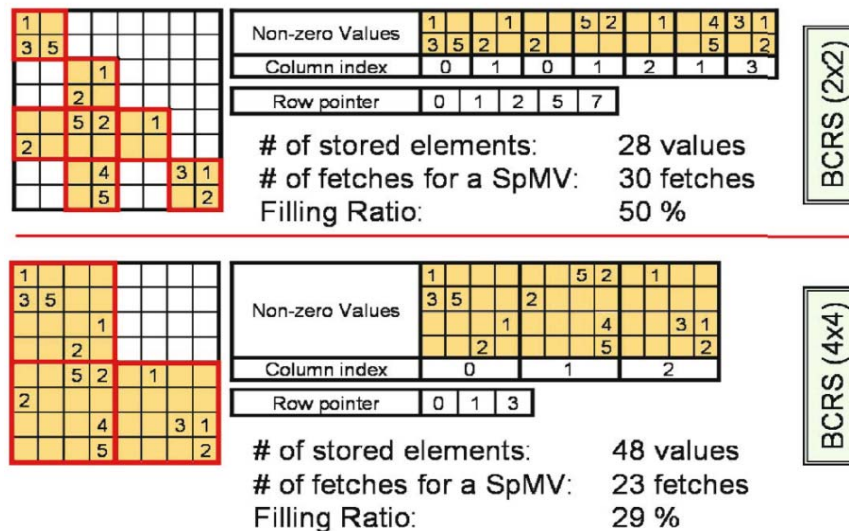 1
3 5
1
2
5 2 1
2
4 3 1
5 2
Non-zero Values
1 1 5 2 1 4 3 1
3 5 2 2 5 2
Column index 0 1 0 1 2 1 3
Row pointer 0 1 2 5 7
# of stored elements: 28 values
# of fetches for a SpMV: 30 fetches
Filling Ratio: 50 %
BCRS (2x2)
1
3 5
1
2
5 2 1
2
4 3 1
5 2
Non-zero Values
1 5 2 1
3 5 2
1 4 3 1
2 5 2
Column index 0 1 2
Row pointer 0 1 3
# of stored elements: 48 values
# of fetches for a SpMV: 23 fetches
Filling Ratio: 29 %
BCRS (4x4)